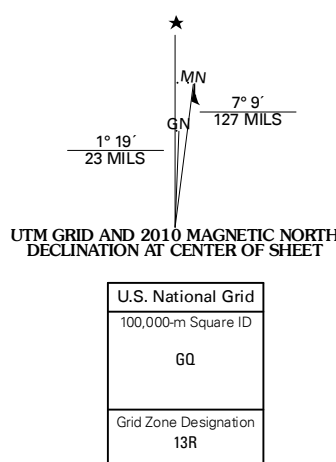 MN
GN
7° 9´
127 MILS
1° 19´
23 MILS
UTM GRID AND 2010 MAGNETIC NORTH
DECLINATION AT CENTER OF SHEET
U.S. National Grid
100,000-m Square ID
GQ
Grid Zone Designation
13R